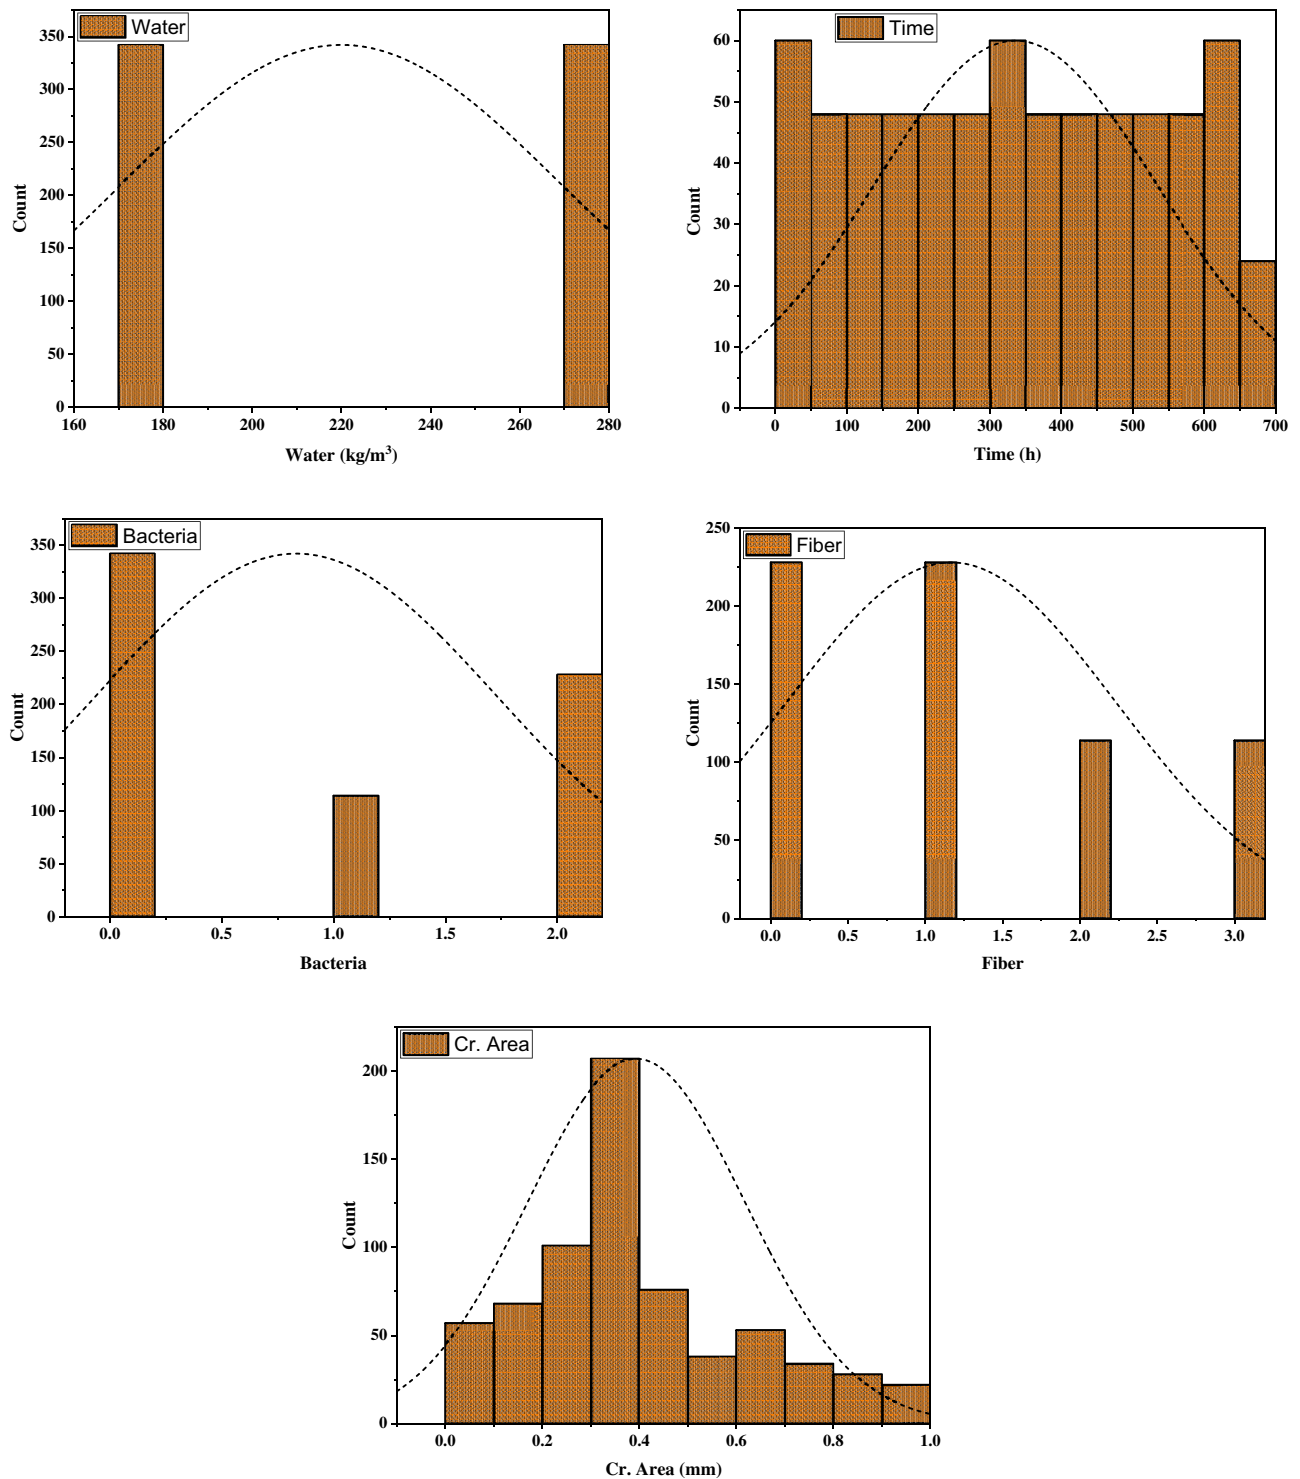 Water
350
300
250
200
150
100
50
0
Count
160 180 200 220 240 260 280
Water (kg/m³)
Time
60
50
40
30
20
10
0
Count
0 100 200 300 400 500 600 700
Time (h)
Bacteria
350
300
250
200
150
100
50
0
Count
0.0 0.5 1.0 1.5 2.0
Bacteria
Fiber
250
200
150
100
50
0
Count
0.0 0.5 1.0 1.5 2.0 2.5 3.0
Fiber
Cr. Area
200
150
100
50
0
Count
0.0 0.2 0.4 0.6 0.8 1.0
Cr. Area (mm)